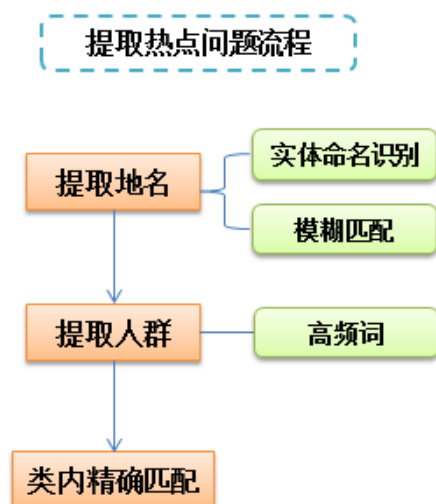 提取热点问题流程
实体命名识别
提取地名
模糊匹配
提取人群
高频词
类内精确匹配